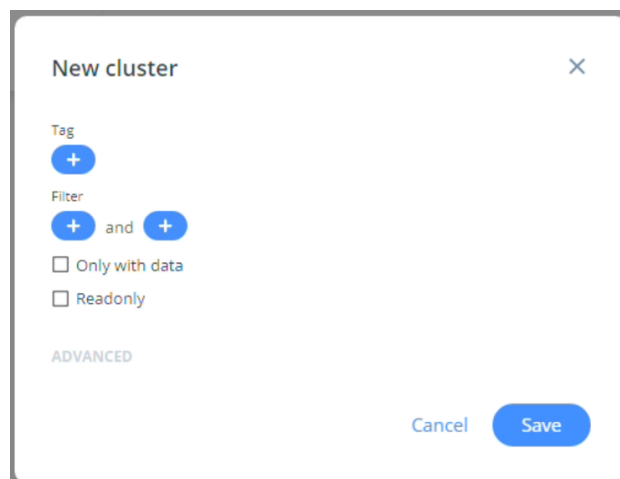 New cluster
Tag
+
Filter
+ and +
Only with data
Readonly
ADVANCED
Cancel Save